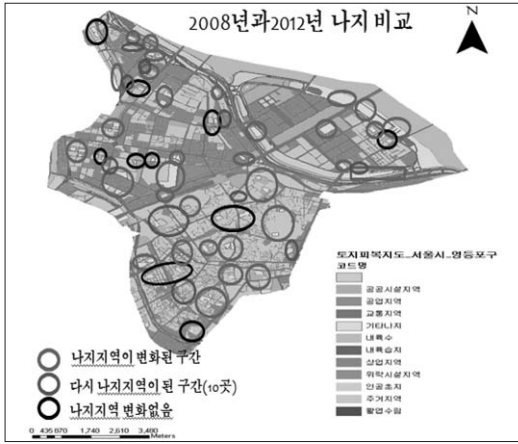 2008년과2012년 나지 비교
N
토지피복지도_서울시_영등포구
코드명
공공시설지역
공업지역
교통지역
기타나지
내륙수
내륙습지
상업지역
위락시설지역
인공초지
주거지역
활엽수림
나지지역이 변화된 구간
다시 나지지역이 된 구간(10곳)
나지지역 변화없음
0 435 870 1,740 2,610 3,480
Meters